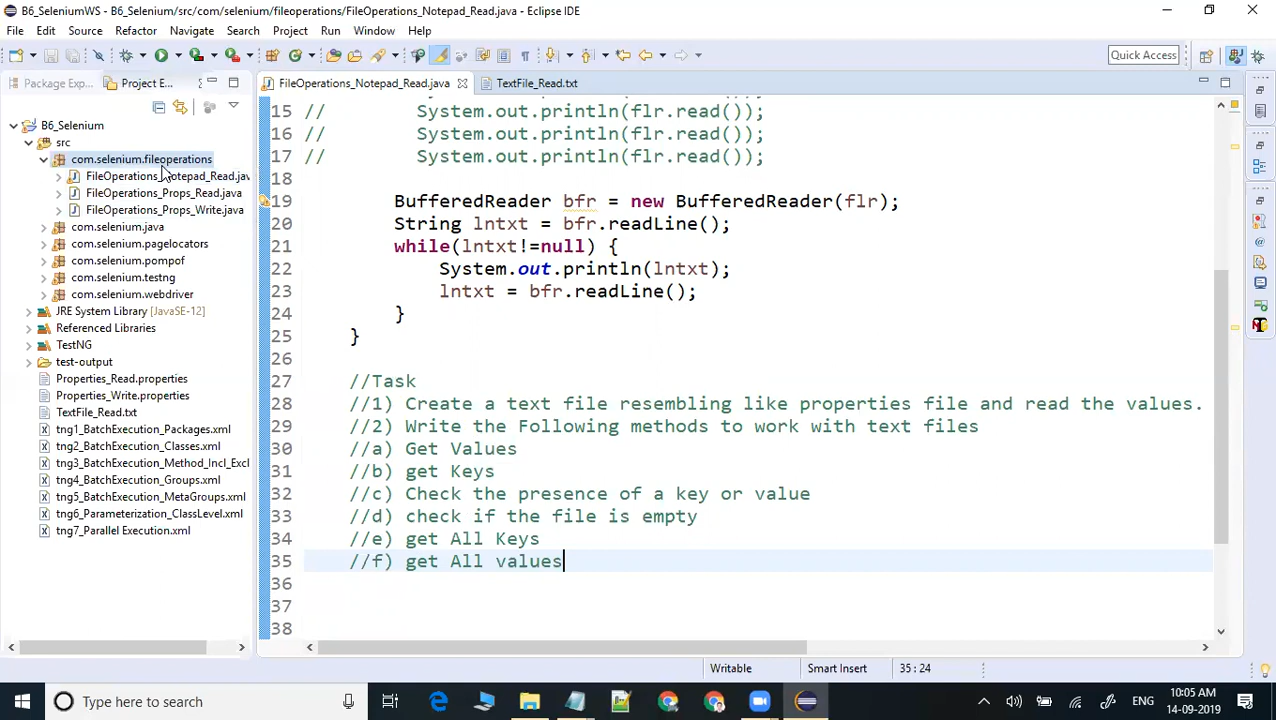 B6_SeleniumWS - B6_Selenium/src/com/selenium/fileoperations/FileOperations_Notepad_Read.java - Eclipse IDE
File Edit Source Refactor Navigate Search Project Run Window Help
Quick Access
Package Exp... Project E...
FileOperations_Notepad_Read.java TextFile_Read.txt
B6_Selenium
src
com.selenium.fileoperations
FileOperations_Notepad_Read.jav
FileOperations_Props_Read.java
FileOperations_Props_Write.java
com.selenium.java
com.selenium.pagelocators
com.selenium.pompof
com.selenium.testng
com.selenium.webdriver
JRE System Library [JavaSE-12]
Referenced Libraries
TestNG
test-output
Properties_Read.properties
Properties_Write.properties
TextFile_Read.txt
tng1_BatchExecution_Packages.xml
tng2_BatchExecution_Classes.xml
tng3_BatchExecution_Method_Incl_Excl
tng4_BatchExecution_Groups.xml
tng5_BatchExecution_MetaGroups.xml
tng6_Parameterization_ClassLevel.xml
tng7_Parallel Execution.xml
15 // System.out.println(flr.read());
16 // System.out.println(flr.read());
17 // System.out.println(flr.read());
18
19 BufferedReader bfr = new BufferedReader(flr);
20 String lntxt = bfr.readLine();
21 while(lntxt!=null) {
22 System.out.println(lntxt);
23 lntxt = bfr.readLine();
24 }
25 }
26
27 //Task
28 //1) Create a text file resembling like properties file and read the values.
29 //2) Write the Following methods to work with text files
30 //a) Get Values
31 //b) get Keys
32 //c) Check the presence of a key or value
33 //d) check if the file is empty
34 //e) get All Keys
35 //f) get All values
36
37
38
Writable Smart Insert 35 : 24
Type here to search
ENG
10:05 AM
14-09-2019